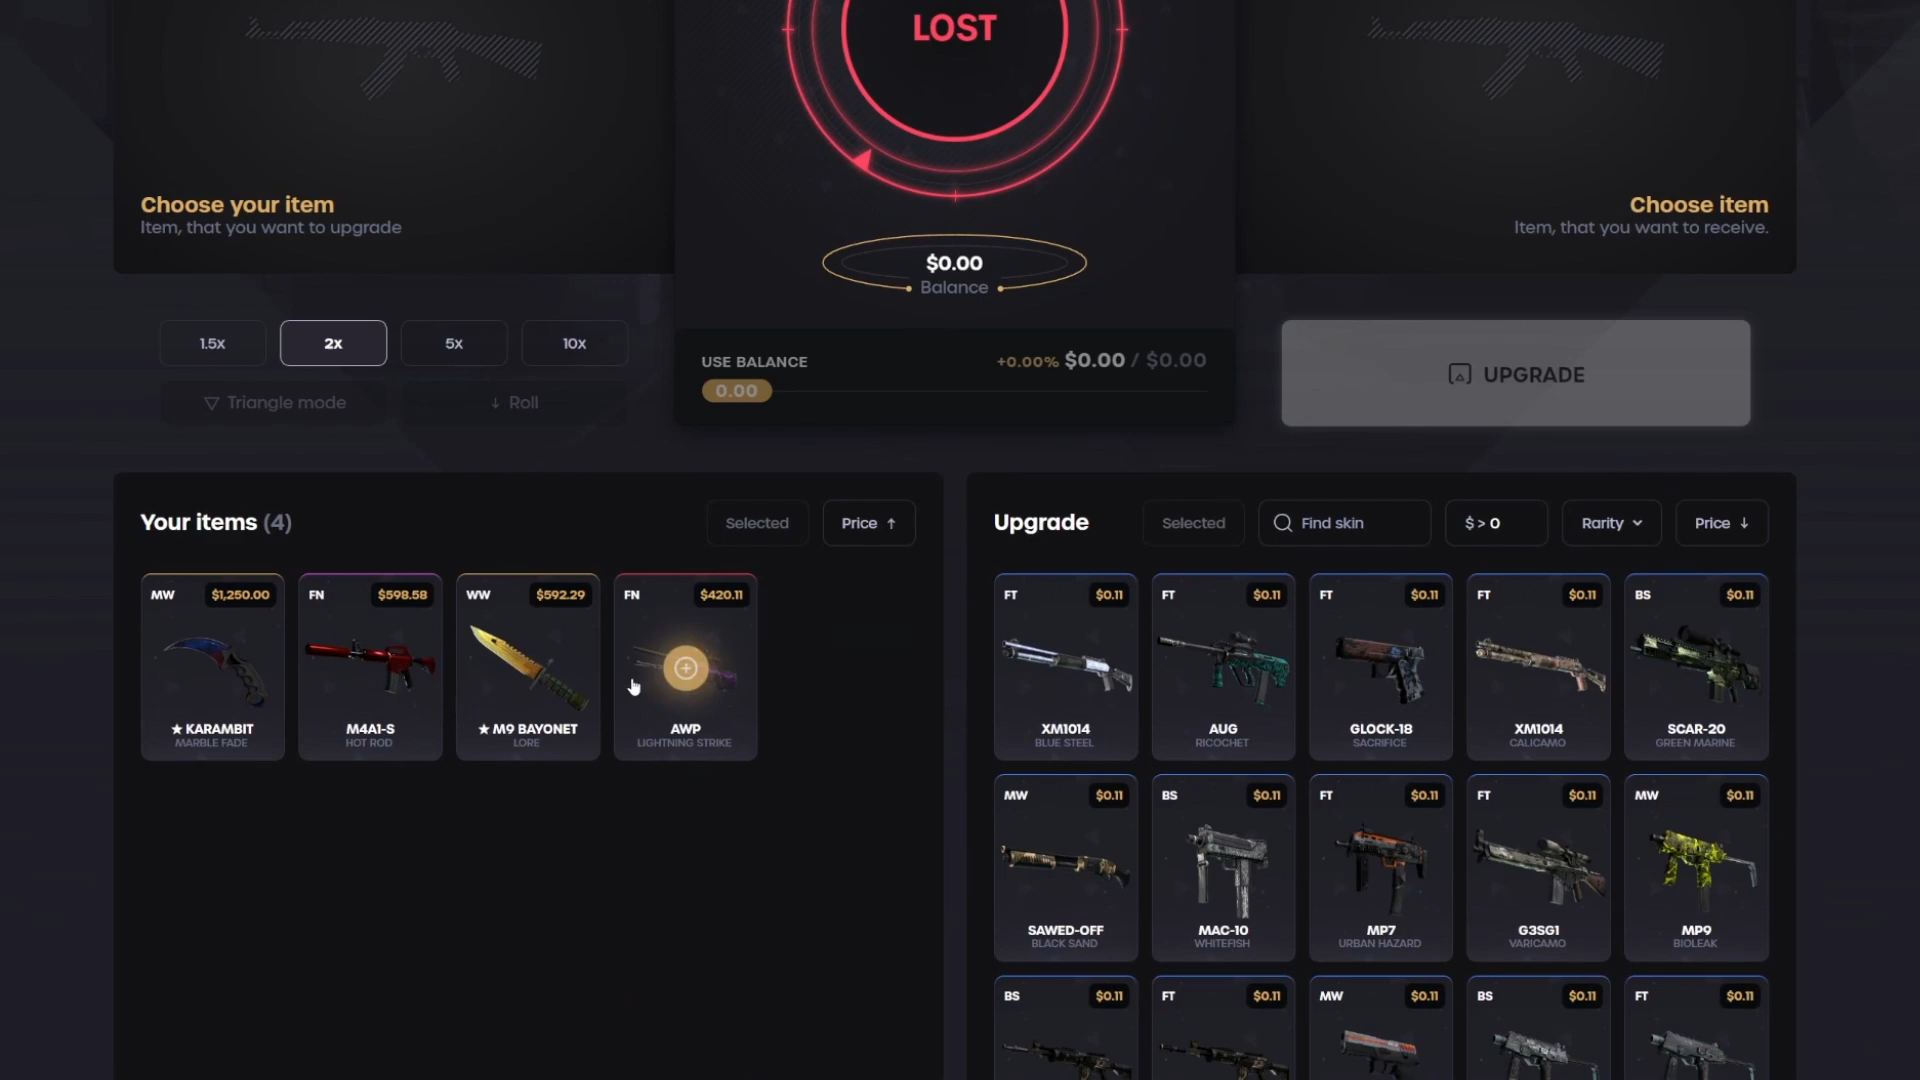 LOST
Choose your item
Item, that you want to upgrade
Choose item
Item, that you want to receive.
$0.00
Balance
1.5x
2x
5x
10x
Triangle mode
Roll
USE BALANCE
+0.00% $0.00 / $0.00
0.00
UPGRADE
Your items (4)
Selected
Price
Upgrade
Selected
Find skin
$ > 0
Rarity
Price
MW $1,250.00
★ KARAMBIT
MARBLE FADE
FN $598.58
M4A1-S
HOT ROD
WW $592.29
★ M9 BAYONET
LORE
FN $420.11
AWP
LIGHTNING STRIKE
FT $0.11
XM1014
BLUE STEEL
FT $0.11
AUG
RICOCHET
FT $0.11
GLOCK-18
SACRIFICE
FT $0.11
XM1014
CALICAMO
BS $0.11
SCAR-20
GREEN MARINE
MW $0.11
SAWED-OFF
BLACK SAND
BS $0.11
MAC-10
WHITEFISH
FT $0.11
MP7
URBAN HAZARD
FT $0.11
G3SG1
VARICAMO
MW $0.11
MP9
BIOLEAK
BS $0.11
FT $0.11
MW $0.11
BS $0.11
FT $0.11